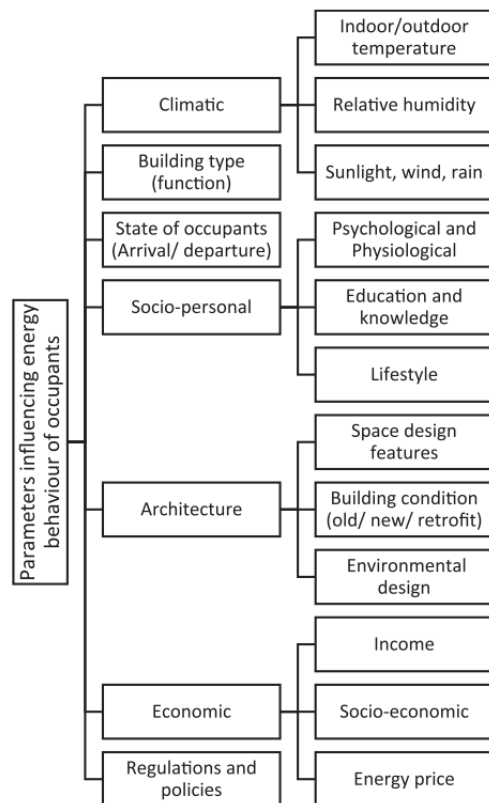 Parameters influencing energy
behaviour of occupants
Climatic
Indoor/outdoor
temperature
Relative humidity
Sunlight, wind, rain
Building type
(function)
State of occupants
(Arrival/ departure)
Socio-personal
Psychological and
Physiological
Education and
knowledge
Lifestyle
Architecture
Space design
features
Building condition
(old/ new/ retrofit)
Environmental
design
Economic
Income
Socio-economic
Energy price
Regulations and
policies